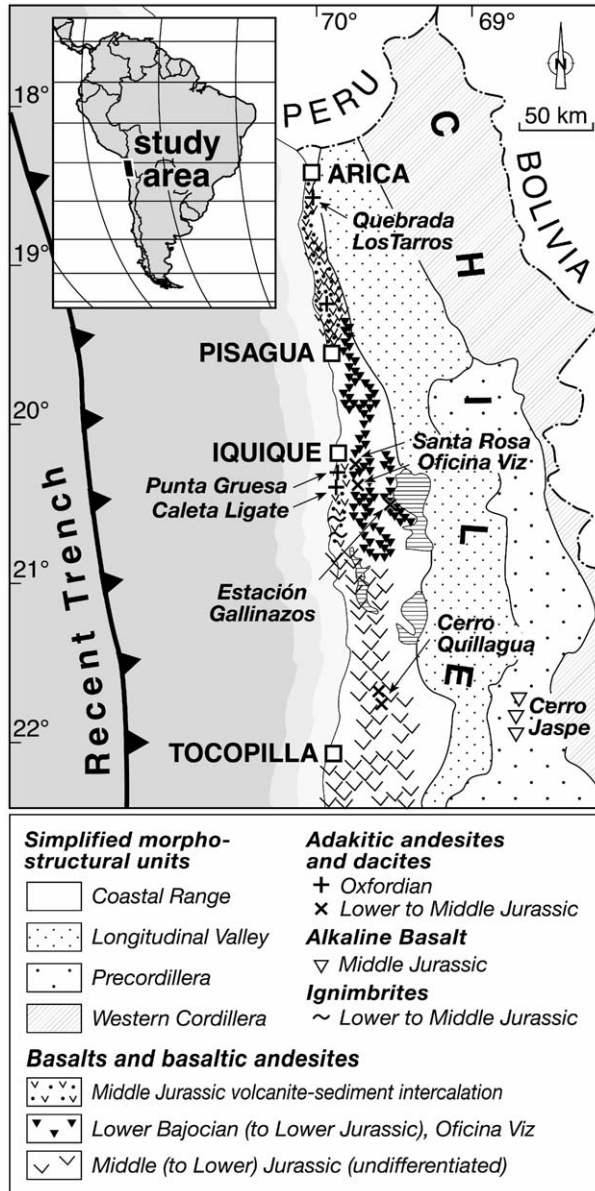 70°
69°
N
50 km
18°
PERU
C
study
area
ARICA
BOLIVIA
Quebrada
LosTarros
19°
H
PISAGUA
20°
I
IQUIQUE
Santa Rosa
Oficina Viz
Punta Gruesa
Caleta Ligate
L
21°
Estación
Gallinazos
Cerro
Quillagua
Recent Trench
E
Cerro
Jaspe
22°
TOCOPILLA
Simplified morpho-
structural units
Coastal Range
Longitudinal Valley
Precordillera
Western Cordillera
Adakitic andesites
and dacites
Oxfordian
Lower to Middle Jurassic
Alkaline Basalt
Middle Jurassic
Ignimbrites
Lower to Middle Jurassic
Basalts and basaltic andesites
Middle Jurassic volcanite-sediment intercalation
Lower Bajocian (to Lower Jurassic), Oficina Viz
Middle (to Lower) Jurassic (undifferentiated)